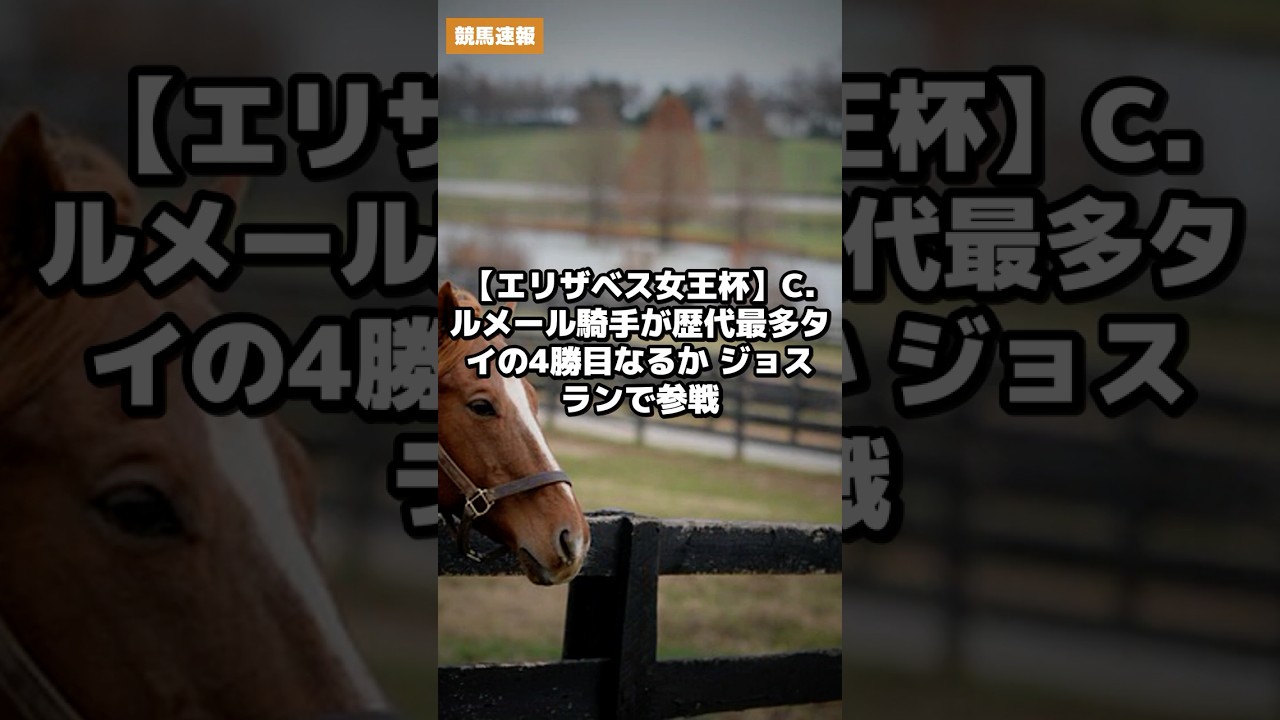 競馬速報
【エリザベス女王杯】C.
ルメール騎手が歴代最多タ
イの4勝目なるか ジョス
ランで参戦